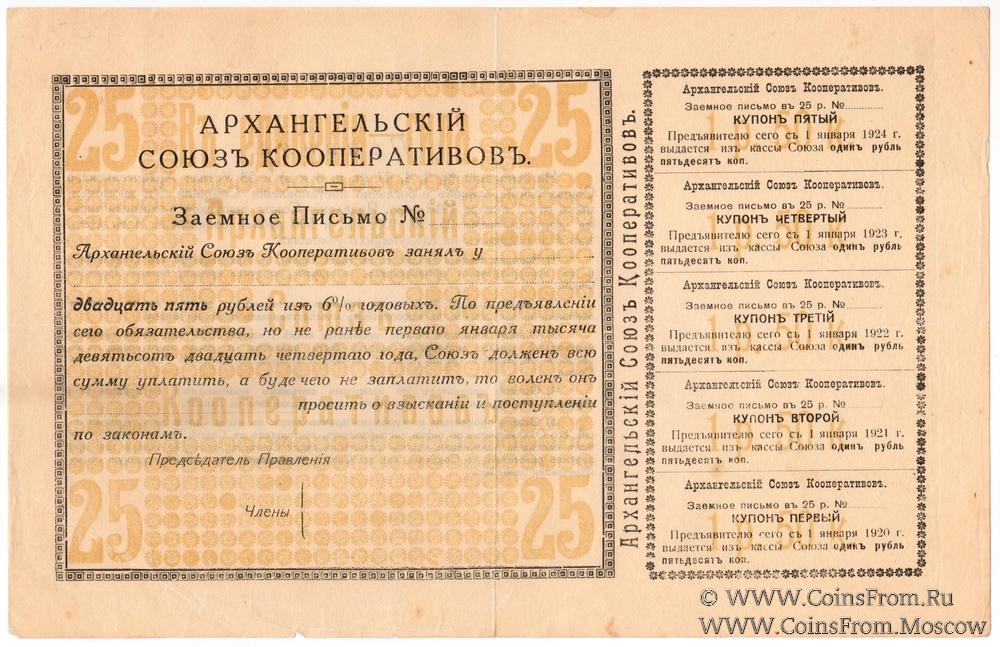 25
25
АРХАНГЕЛЬСКІЙ
СОЮЗЪ КООПЕРАТИВОВЪ.
Заемное Письмо №
Архангельскій Союзъ Кооперативовъ занялъ у
двадцать пять рублей изъ 6% годовыхъ. По предъявленіи
сего обязательства, но не ранѣе перваго января тысяча
девятьсотъ двадцать четвертаго года, Союзъ долженъ всю
сумму уплатить, а буде чего не заплатитъ, то воленъ онъ
проситъ о взысканіи и поступленіи
по законамъ.
Предсѣдатель Правленія
Члены
25
25
Архангельскій Союзъ Кооперативовъ.
Архангельскій Союзъ Кооперативовъ.
Заемное письмо въ 25 р. №
КУПОНЪ ПЯТЫЙ
Предъявителю сего съ 1 января 1924 г.
выдается изъ кассы Союза одинъ рубль
пятьдесятъ коп.
Архангельскій Союзъ Кооперативовъ.
Заемное письмо въ 25 р. №
КУПОНЪ ЧЕТВЕРТЫЙ
Предъявителю сего съ 1 января 1923 г.
выдается изъ кассы Союза одинъ рубль
пятьдесятъ коп.
Архангельскій Союзъ Кооперативовъ.
Заемное письмо въ 25 р. №
КУПОНЪ ТРЕТІЙ
Предъявителю сего съ 1 января 1922 г.
выдается изъ кассы Союза одинъ рубль
пятьдесятъ коп.
Архангельскій Союзъ Кооперативовъ.
Заемное письмо въ 25 р. №
КУПОНЪ ВТОРОЙ
Предъявителю сего съ 1 января 1921 г.
выдается изъ кассы Союза одинъ рубль
пятьдесятъ коп.
Архангельскій Союзъ Кооперативовъ.
Заемное письмо въ 25 р. №
КУПОНЪ ПЕРВЫЙ
Предъявителю сего съ 1 января 1920 г.
выдается изъ кассы Союза одинъ рубль
пятьдесятъ коп.
© WWW.CoinsFrom.Ru
WWW.CoinsFrom.Moscow